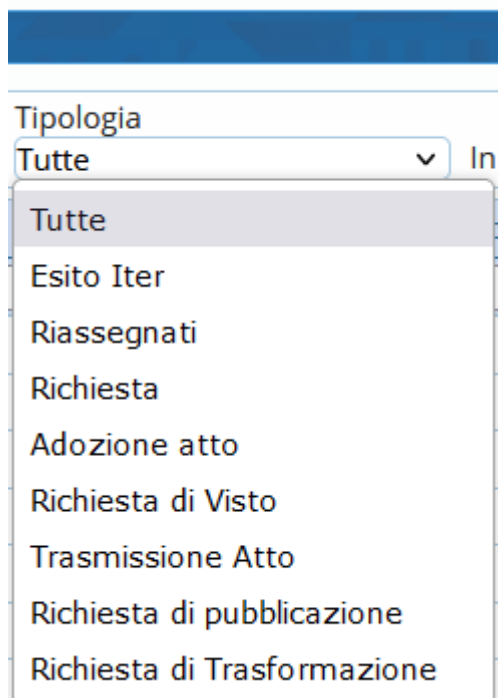 Tipologia
Tutte In
Tutte
Esito Iter
Riassegnati
Richiesta
Adozione atto
Richiesta di Visto
Trasmissione Atto
Richiesta di pubblicazione
Richiesta di Trasformazione